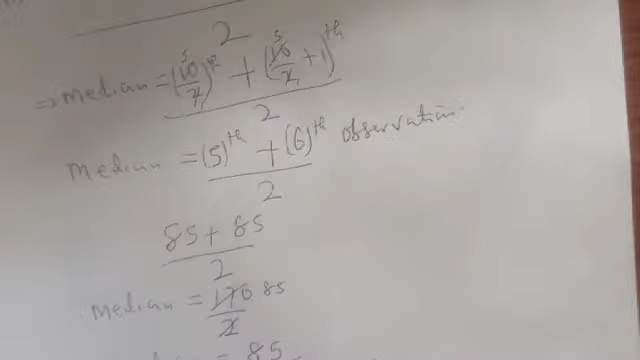 2
⇒ median = (10/2)th + (10/2 + 1)th
2
median = (5)th + (6)th observation
2
85 + 85
2
median = 170 85
2
= 85